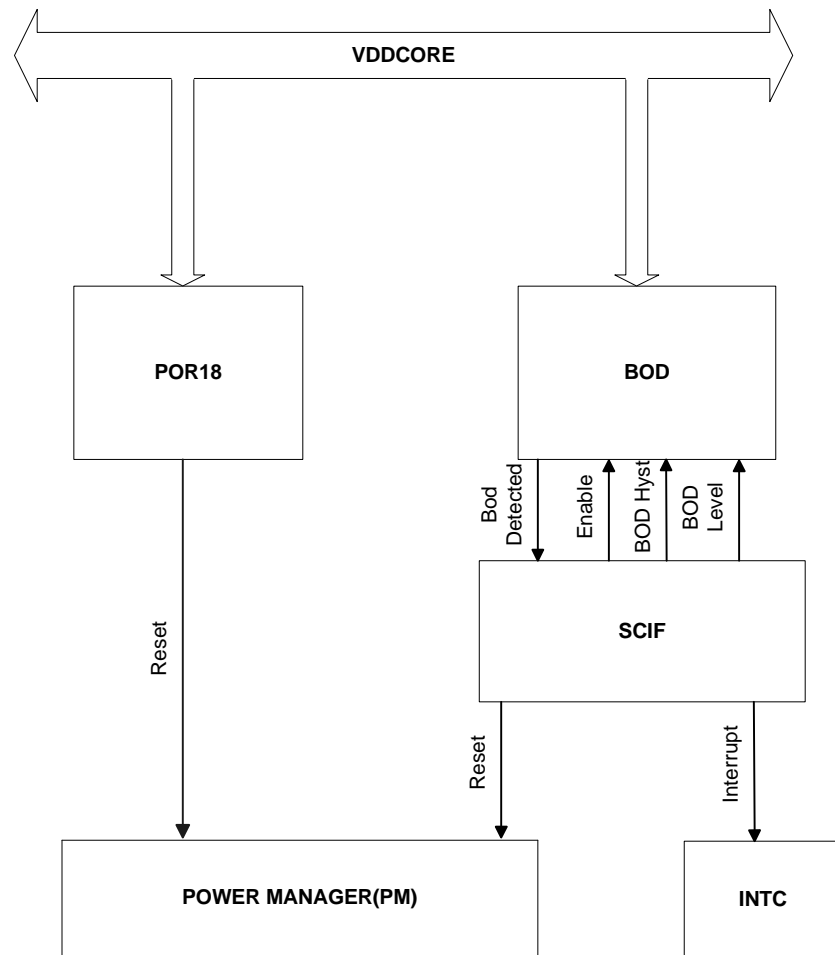 VDDCORE
POR18
BOD
Bod
Detected
Enable
BOD Hyst
BOD
Level
SCIF
Reset
Reset
Interrupt
POWER MANAGER(PM)
INTC